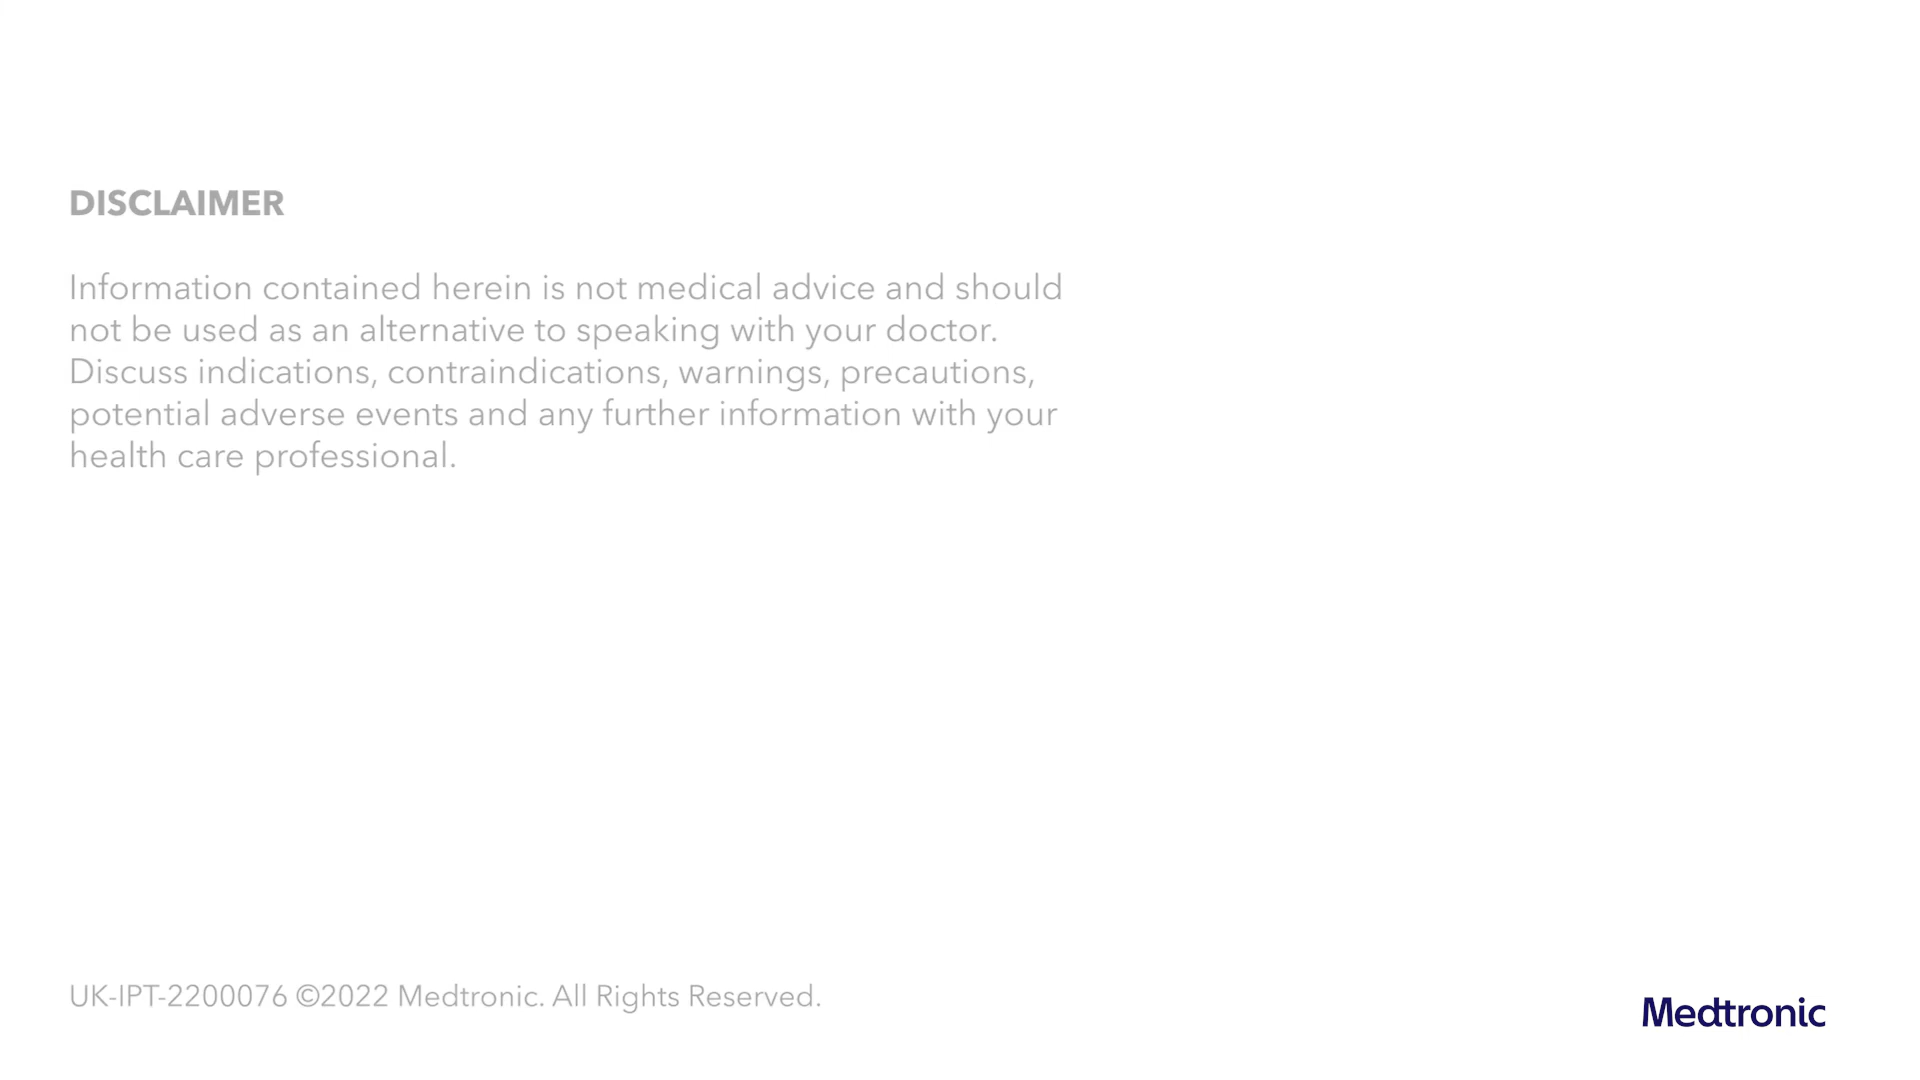 DISCLAIMER
Information contained herein is not medical advice and should
not be used as an alternative to speaking with your doctor.
Discuss indications, contraindications, warnings, precautions,
potential adverse events and any further information with your
health care professional.
UK-IPT-2200076 ©2022 Medtronic. All Rights Reserved.
Medtronic